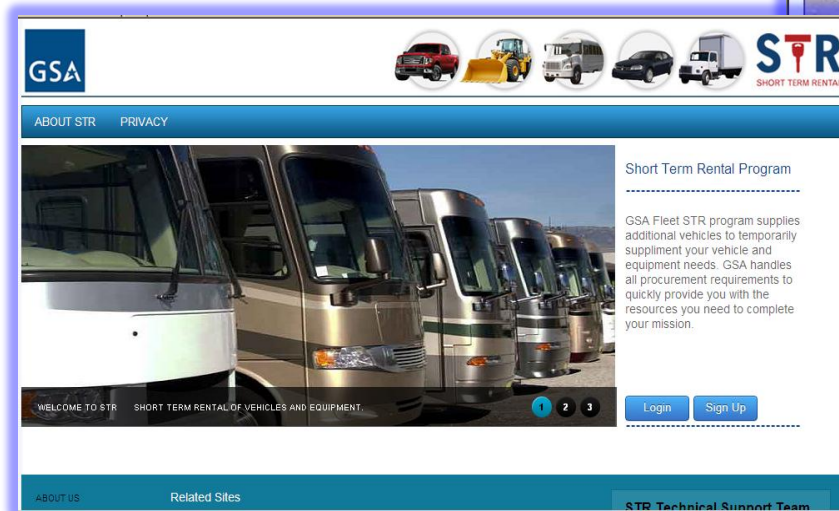 GSA
STR
SHORT TERM RENTAL
ABOUT STR PRIVACY
Short Term Rental Program
GSA Fleet STR program supplies
additional vehicles to temporarily
suppliment your vehicle and
equipment needs. GSA handles
all procurement requirements to
quickly provide you with the
resources you need to complete
your mission.
WELCOME TO STR SHORT TERM RENTAL OF VEHICLES AND EQUIPMENT.
1 2 3
Login Sign Up
ABOUT US Related Sites
STR Technical Support Team